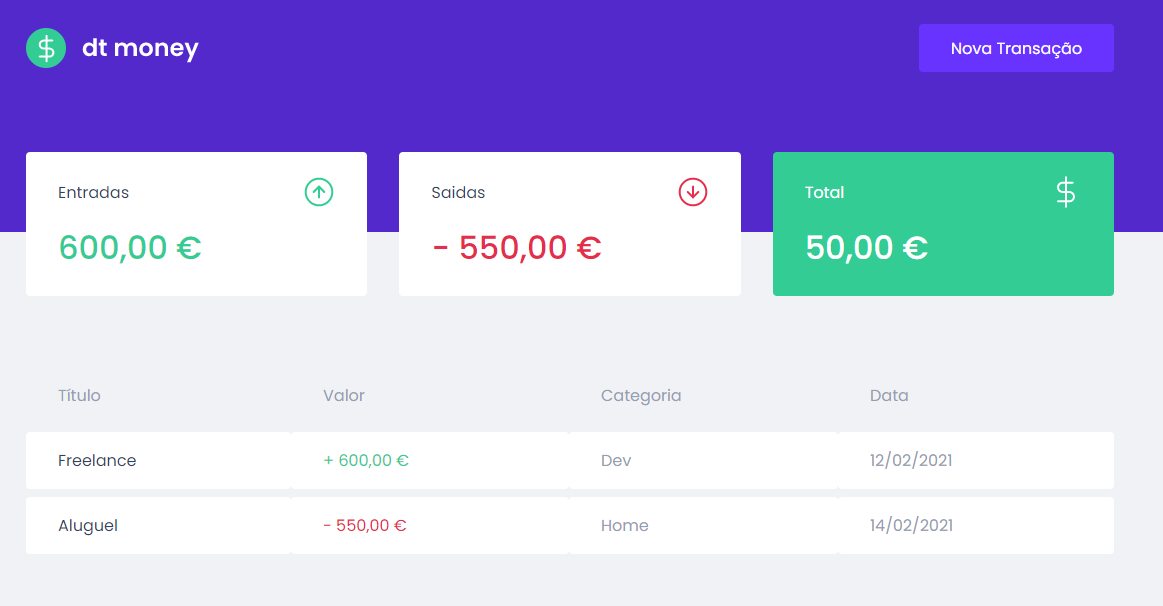 $ dt money
Nova Transação
Entradas
600,00 €
Saidas
- 550,00 €
Total
$
50,00 €
Título Valor Categoria Data
Freelance + 600,00 € Dev 12/02/2021
Aluguel - 550,00 € Home 14/02/2021